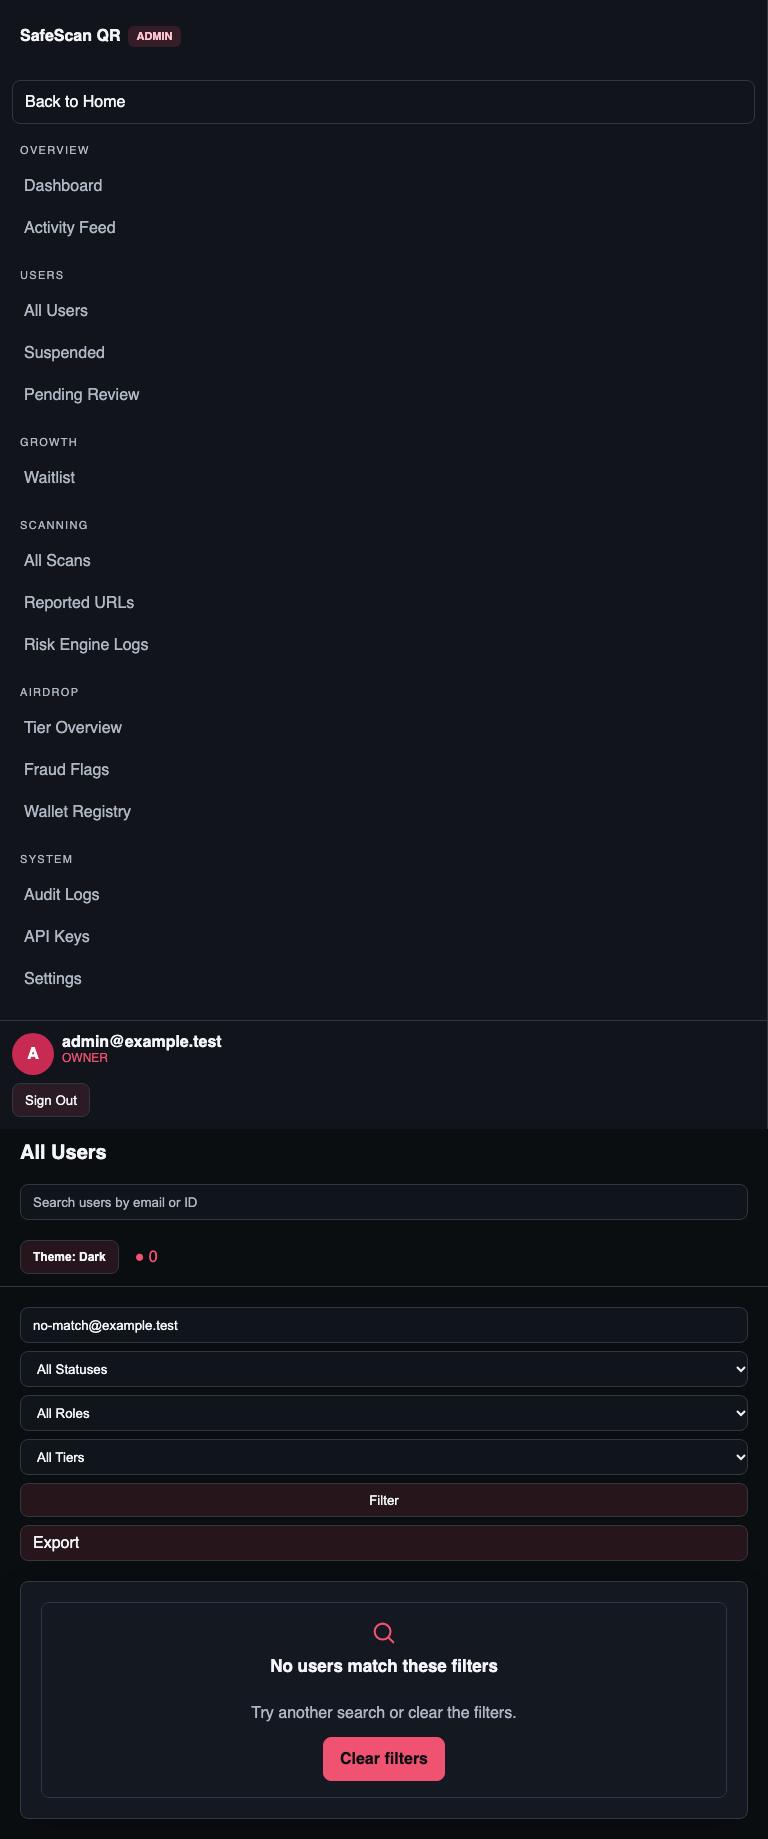 SafeScan QR ADMIN
Back to Home
OVERVIEW
Dashboard
Activity Feed
USERS
All Users
Suspended
Pending Review
GROWTH
Waitlist
SCANNING
All Scans
Reported URLs
Risk Engine Logs
AIRDROP
Tier Overview
Fraud Flags
Wallet Registry
SYSTEM
Audit Logs
API Keys
Settings
A
admin@example.test
OWNER
Sign Out
All Users
Search users by email or ID
Theme: Dark ● 0
no-match@example.test
All Statuses
All Roles
All Tiers
Filter
Export
No users match these filters
Try another search or clear the filters.
Clear filters